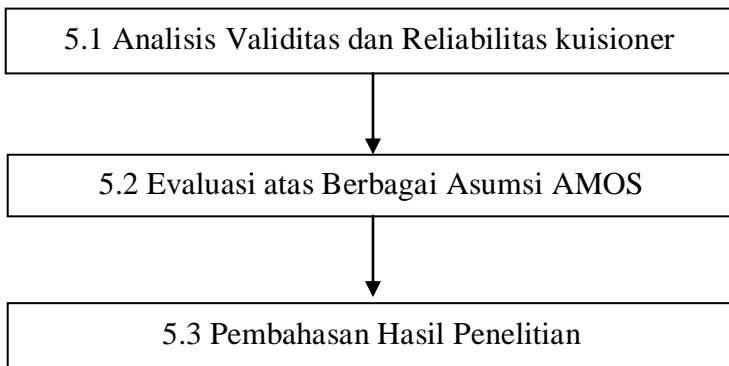 5.1 Analisis Validitas dan Reliabilitas kuisioner
5.2 Evaluasi atas Berbagai Asumsi AMOS
5.3 Pembahasan Hasil Penelitian